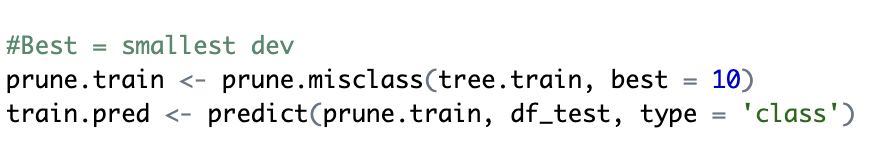 #Best = smallest dev
prune.train <- prune.misclass(tree.train, best = 10)
train.pred <- predict(prune.train, df_test, type = 'class')